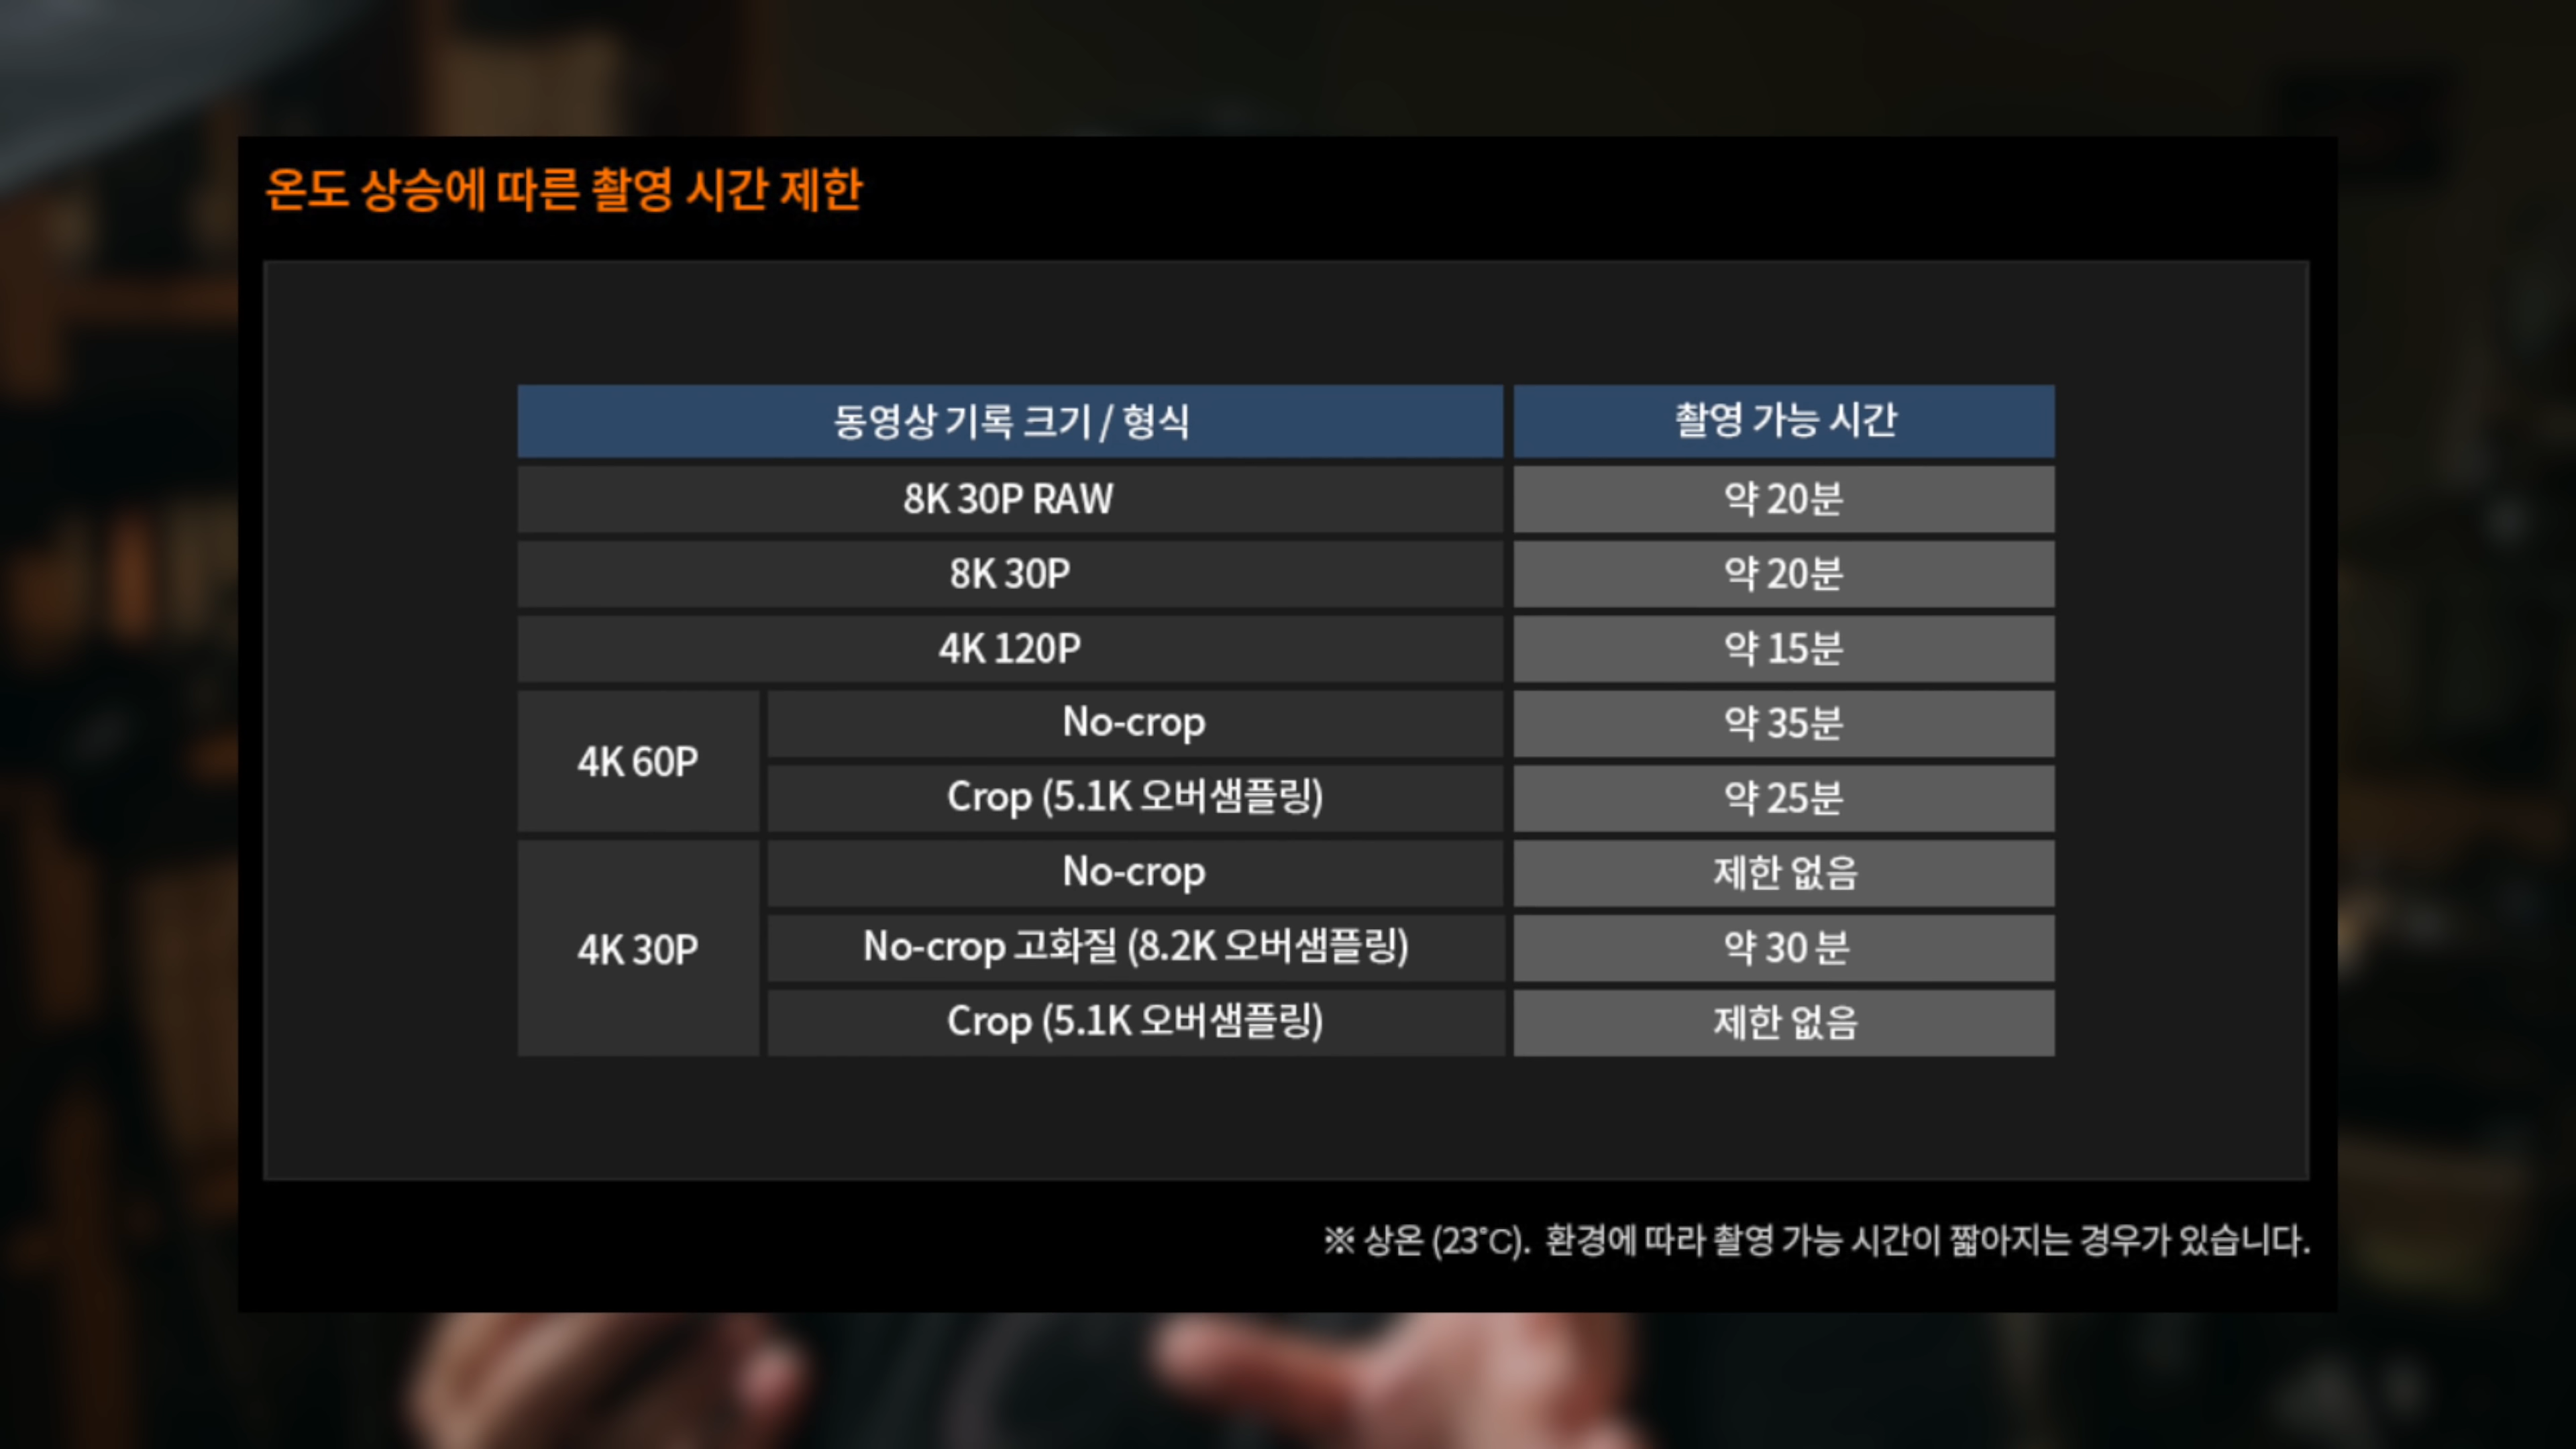 온도 상승에 따른 촬영 시간 제한
동영상 기록 크기 / 형식 촬영 가능 시간
8K 30P RAW 약 20분
8K 30P 약 20분
4K 120P 약 15분
4K 60P No-crop 약 35분
Crop (5.1K 오버샘플링) 약 25분
4K 30P No-crop 제한 없음
No-crop 고화질 (8.2K 오버샘플링) 약 30 분
Crop (5.1K 오버샘플링) 제한 없음
※ 상온 (23˚C). 환경에 따라 촬영 가능 시간이 짧아지는 경우가 있습니다.